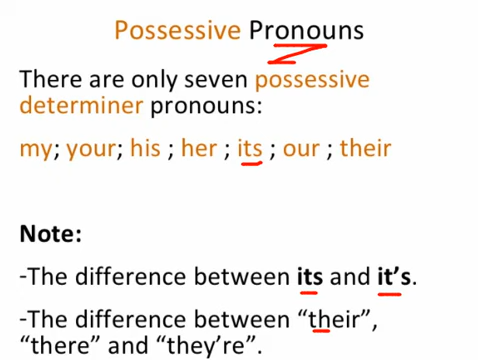 Possessive Pronouns
There are only seven possessive
determiner pronouns:
my; your; his ; her ; its ; our ; their
Note:
-The difference between its and it’s.
-The difference between “their”,
“there” and “they’re”.